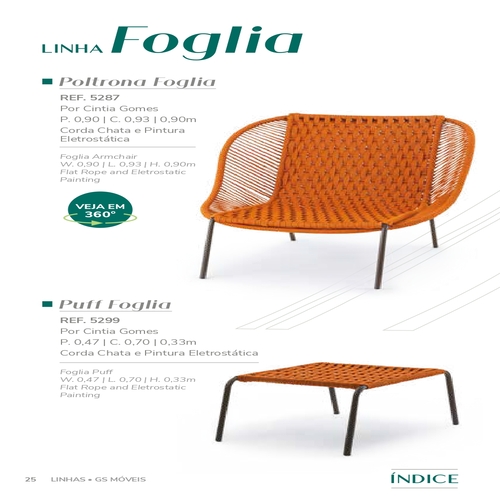 LINHA Foglia
Poltrona Foglia
REF. 5287
Por Cintia Gomes
P. 0,90 | C. 0,93 | 0,90m
Corda Chata e Pintura
Eletrostática
Foglia Armchair
W. 0,90 | L. 0,93 | H. 0,90m
Flat Rope and Eletrostatic
Painting
VEJA EM
360º
Puff Foglia
REF. 5299
Por Cintia Gomes
P. 0,47 | C. 0,70 | 0,33m
Corda Chata e Pintura Eletrostática
Foglia Puff
W. 0,47 | L. 0,70 | H. 0,33m
Flat Rope and Eletrostatic
Painting
25 LINHAS • GS MÓVEIS
ÍNDICE